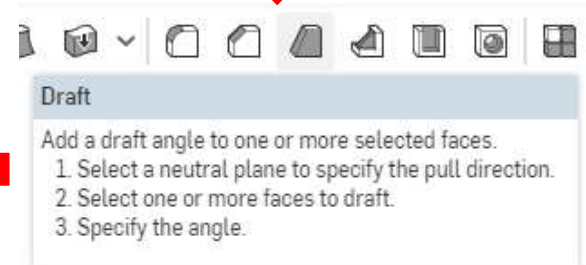 Draft
Add a draft angle to one or more selected faces.
1. Select a neutral plane to specify the pull direction.
2. Select one or more faces to draft.
3. Specify the angle.